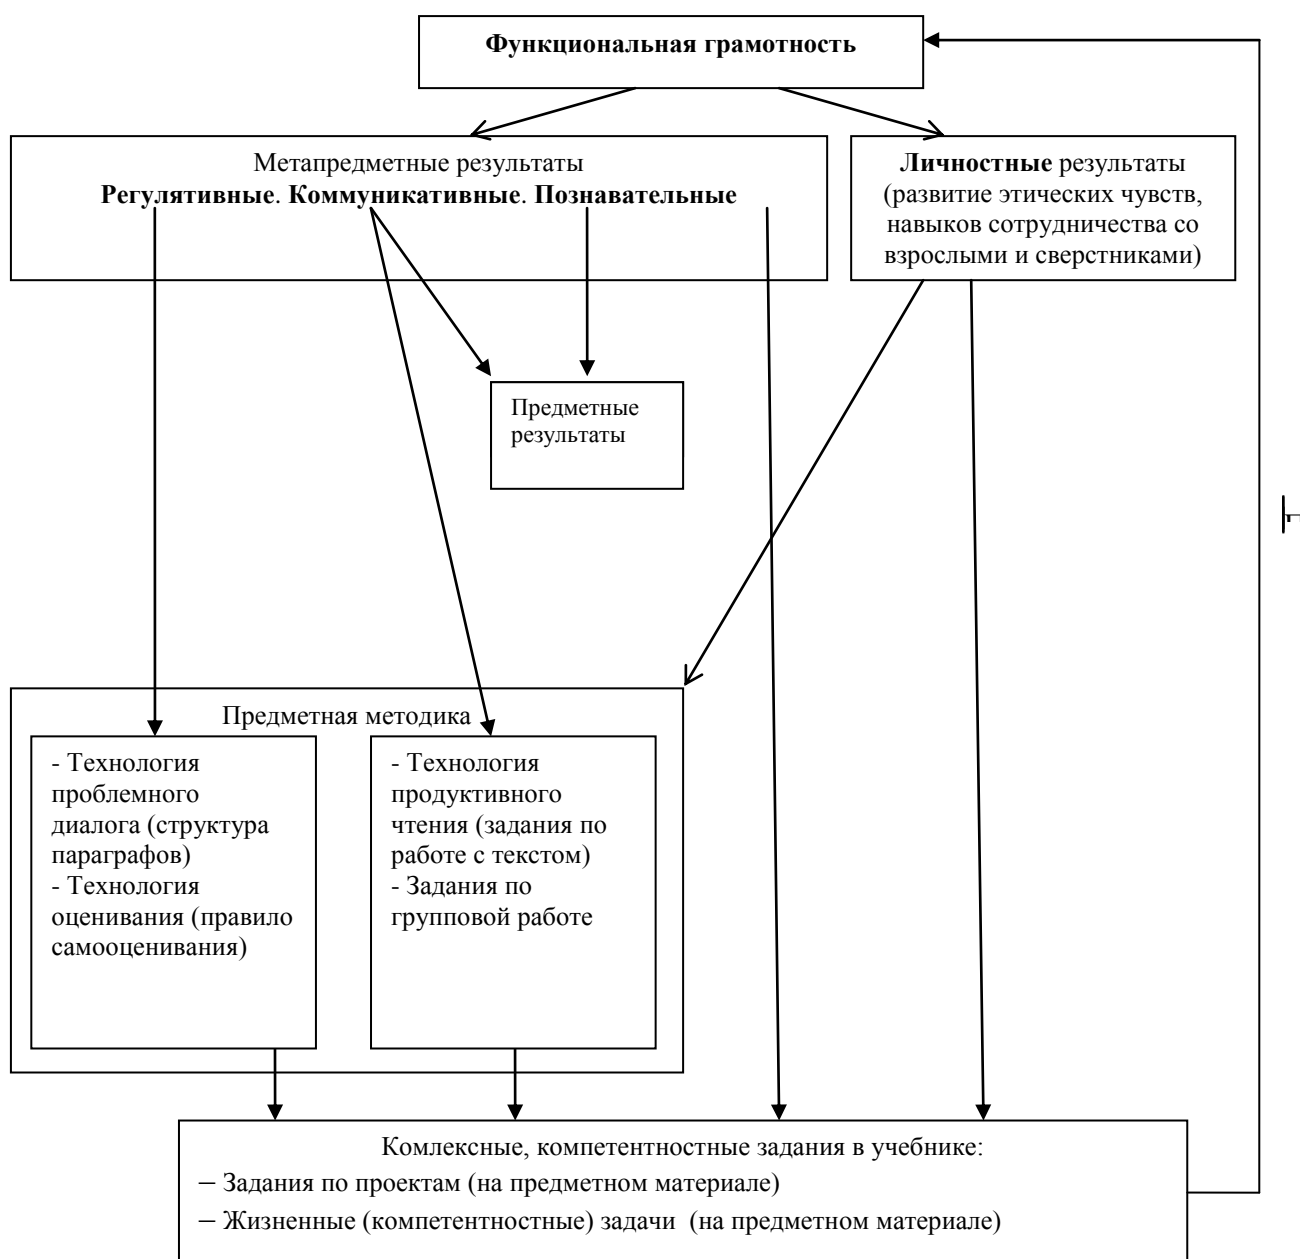 Функциональная грамотность
Метапредметные результаты
Регулятивные. Коммуникативные. Познавательные
Личностные результаты
(развитие этических чувств,
навыков сотрудничества со
взрослыми и сверстниками)
Предметные
результаты
Предметная методика
- Технология
проблемного
диалога (структура
параграфов)
- Технология
оценивания (правило
самооценивания)
- Технология
продуктивного
чтения (задания по
работе с текстом)
- Задания по
групповой работе
Комлексные, компетентностные задания в учебнике:
– Задания по проектам (на предметном материале)
– Жизненные (компетентностные) задачи (на предметном материале)